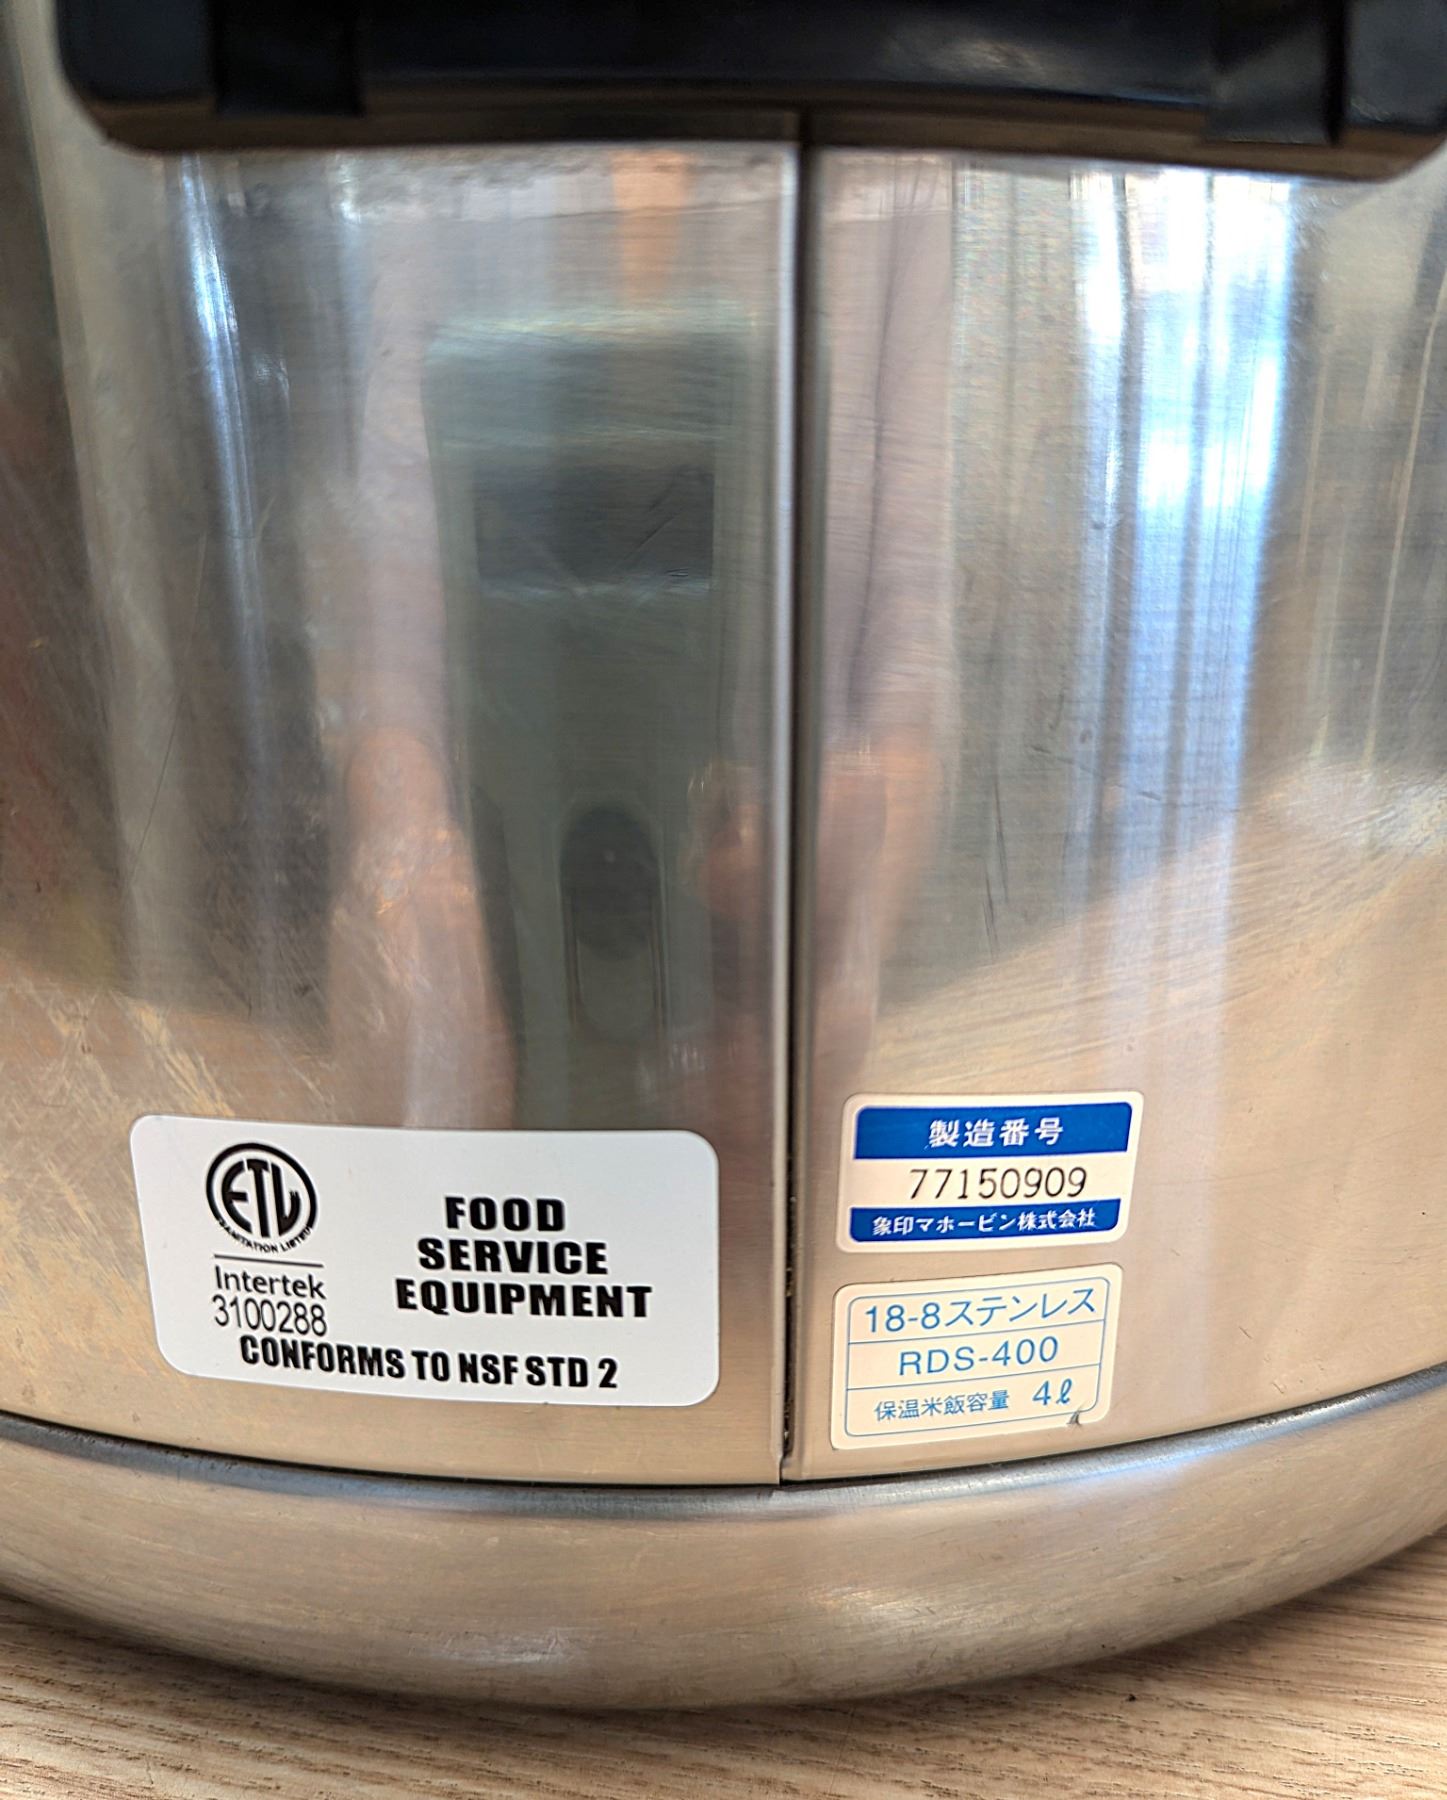 ETL
SANITATION LISTED
Intertek
3100288
FOOD
SERVICE
EQUIPMENT
CONFORMS TO NSF STD 2
製造番号
77150909
象印マホービン株式会社
18-8ステンレス
RDS-400
保温米飯容量 4ℓ